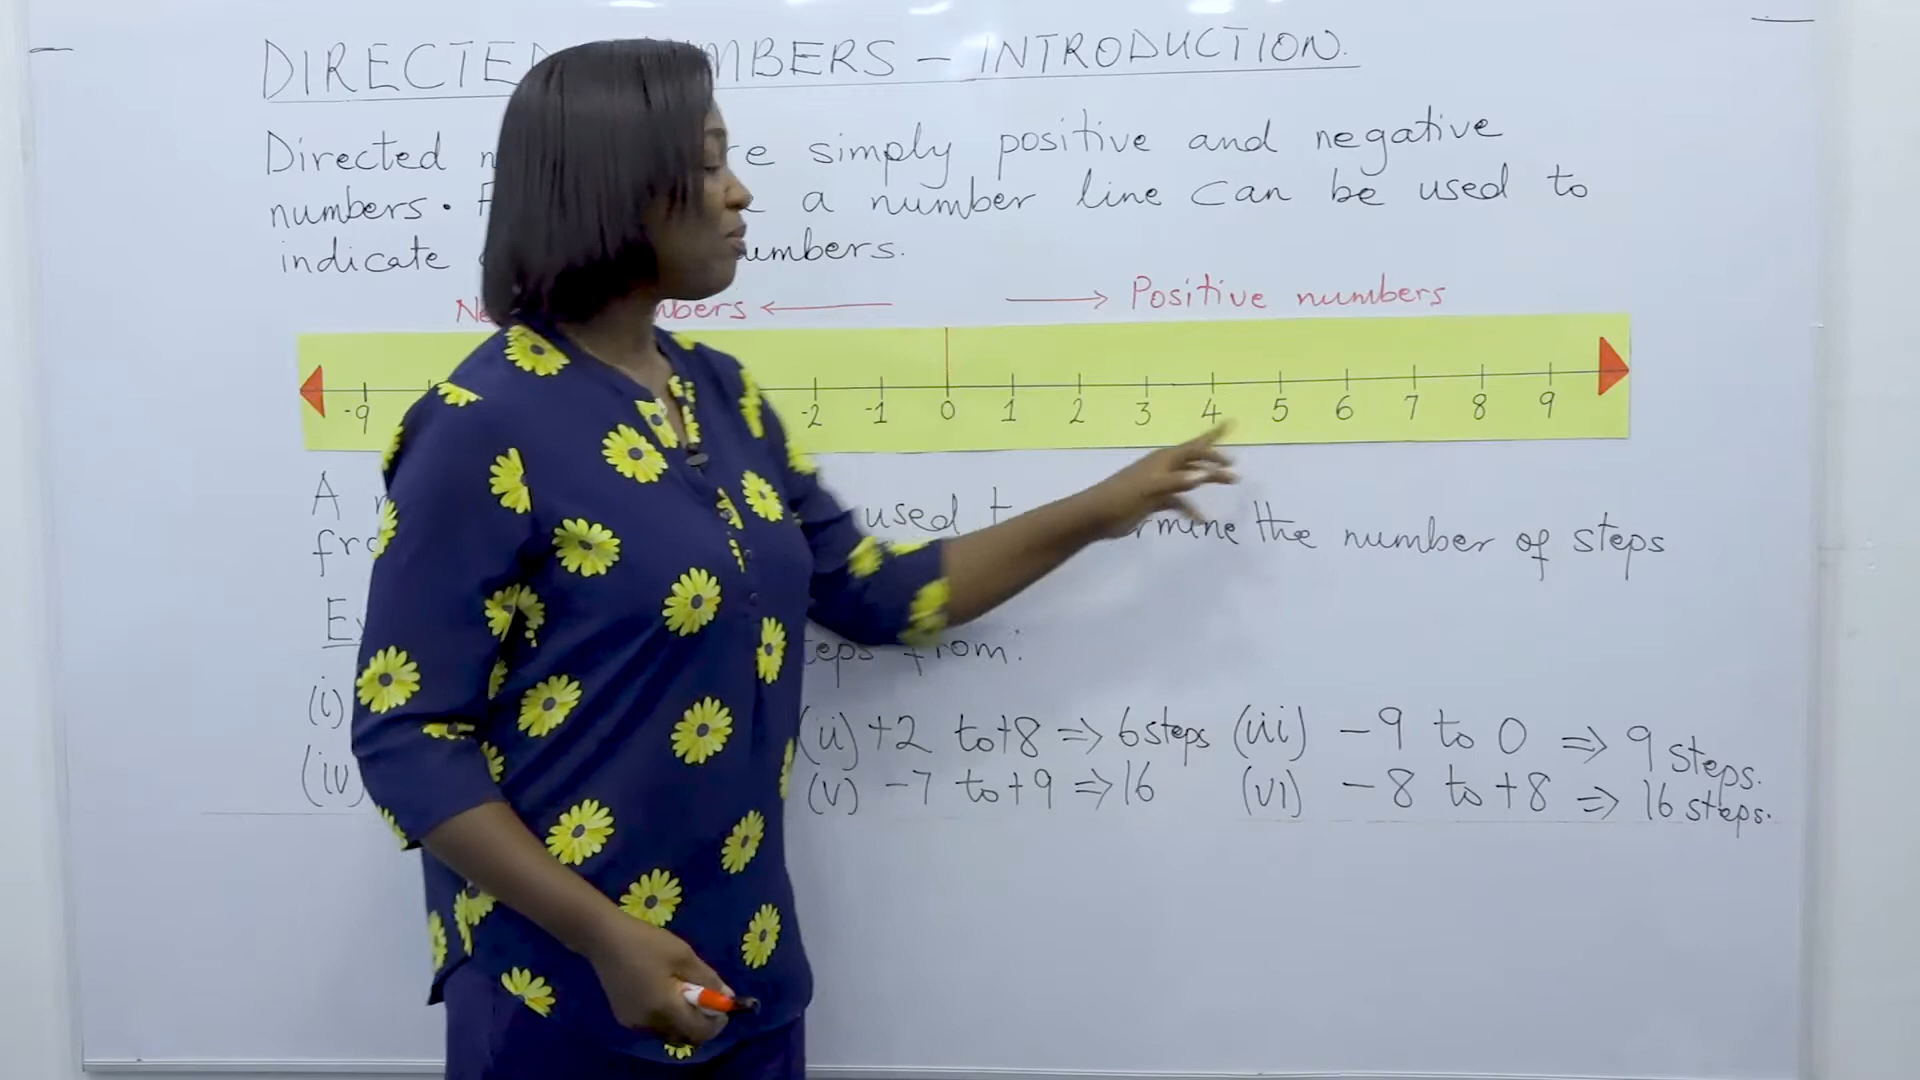 DIRECTED NUMBERS – INTRODUCTION.
Directed re simply positive and negative
numbers. a number line can be used to
indicate umbers.
Ne mbers ← → Positive numbers
-9 -2 -1 0 1 2 3 4 5 6 7 8 9
A used t rmine the number of steps
fro
teps from:
(i) (ii) +2 to +8 => 6 steps (iii) -9 to 0 => 9 steps.
(iv) (v) -7 to +9 => 16 (vi) -8 to +8 => 16 steps.